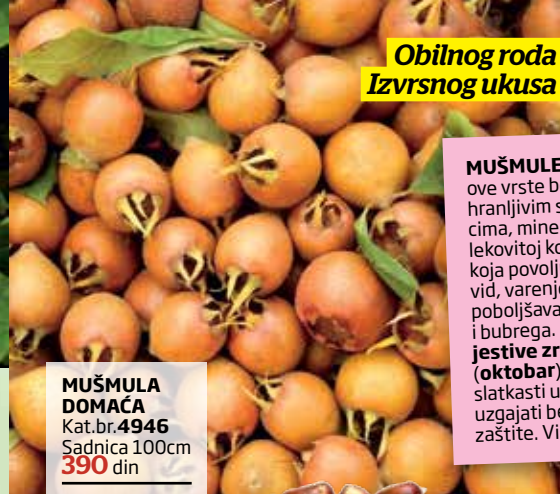 Obilnog roda
Izvrsnog ukusa
MUŠMULE
ove vrste b
hranljivim s
cima, mine
lekovitoj ko
koja povolj
vid, varenj
poboljšava
i bubrega.
jestive zr
(oktobar)
slatkasti u
uzgajati be
zaštite. Vi
MUŠMULA
DOMAĆA
Kat.br.4946
Sadnica 100cm
390 din